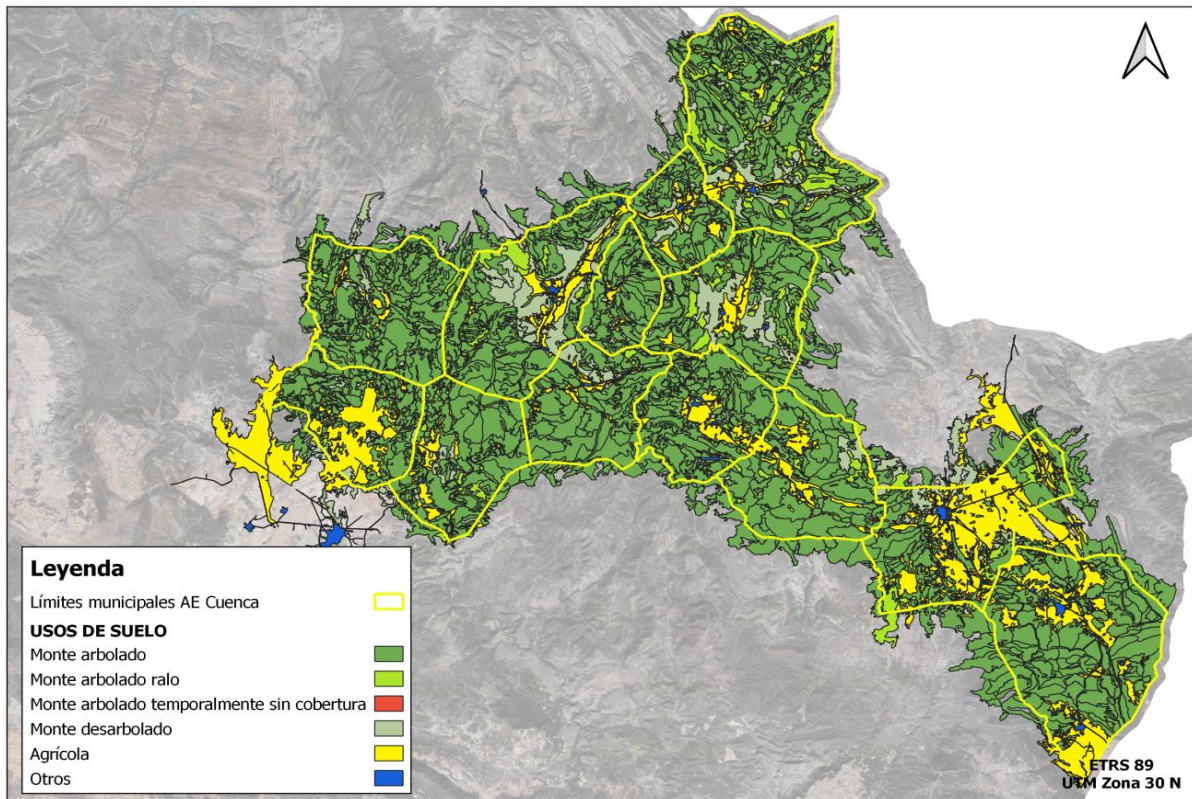 Leyenda
Límites municipales AE Cuenca
USOS DE SUELO
Monte arbolado
Monte arbolado ralo
Monte arbolado temporalmente sin cobertura
Monte desarbolado
Agrícola
Otros
ETRS 89
UTM Zona 30 N